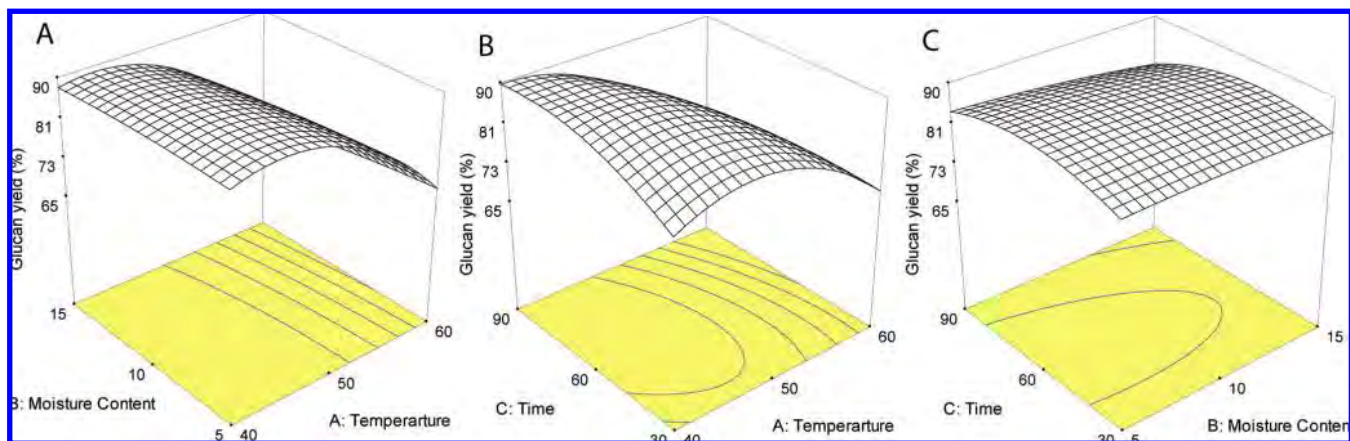 A
90
81
73
65
Glucan yield (%)
15
10
5
B: Moisture Content
40
50
60
A: Temperarture
B
90
81
73
65
Glucan yield (%)
90
60
30
C: Time
40
50
60
A: Temperarture
C
90
81
73
65
Glucan yield (%)
90
60
30
C: Time
5
10
15
B: Moisture Conten